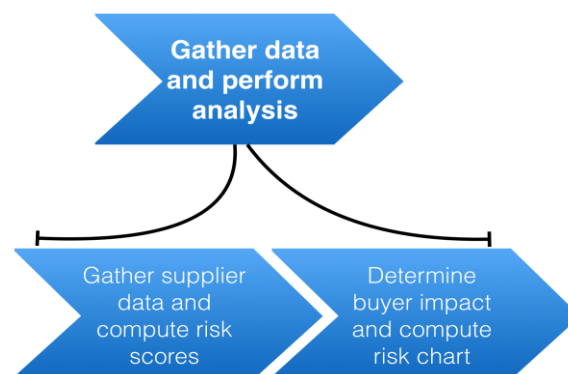 Gather data
and perform
analysis
Gather supplier
data and
compute risk
scores
Determine
buyer impact
and compute
risk chart